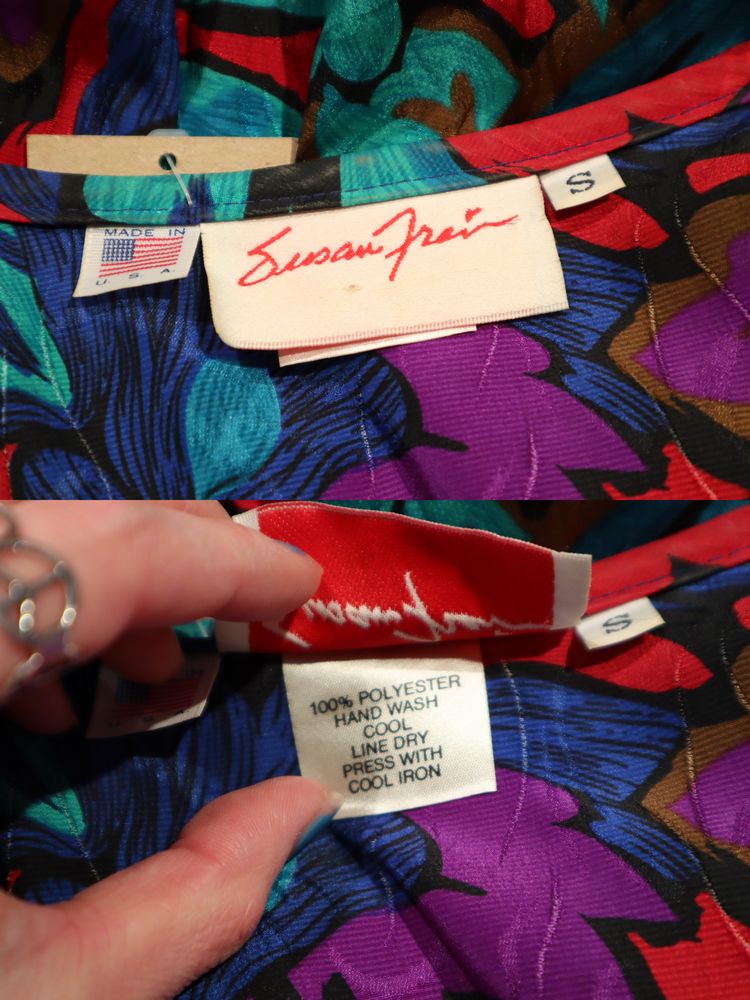 MADE IN
U. S. A.
Susan Freis
S
S
100% POLYESTER
HAND WASH
COOL
LINE DRY
PRESS WITH
COOL IRON